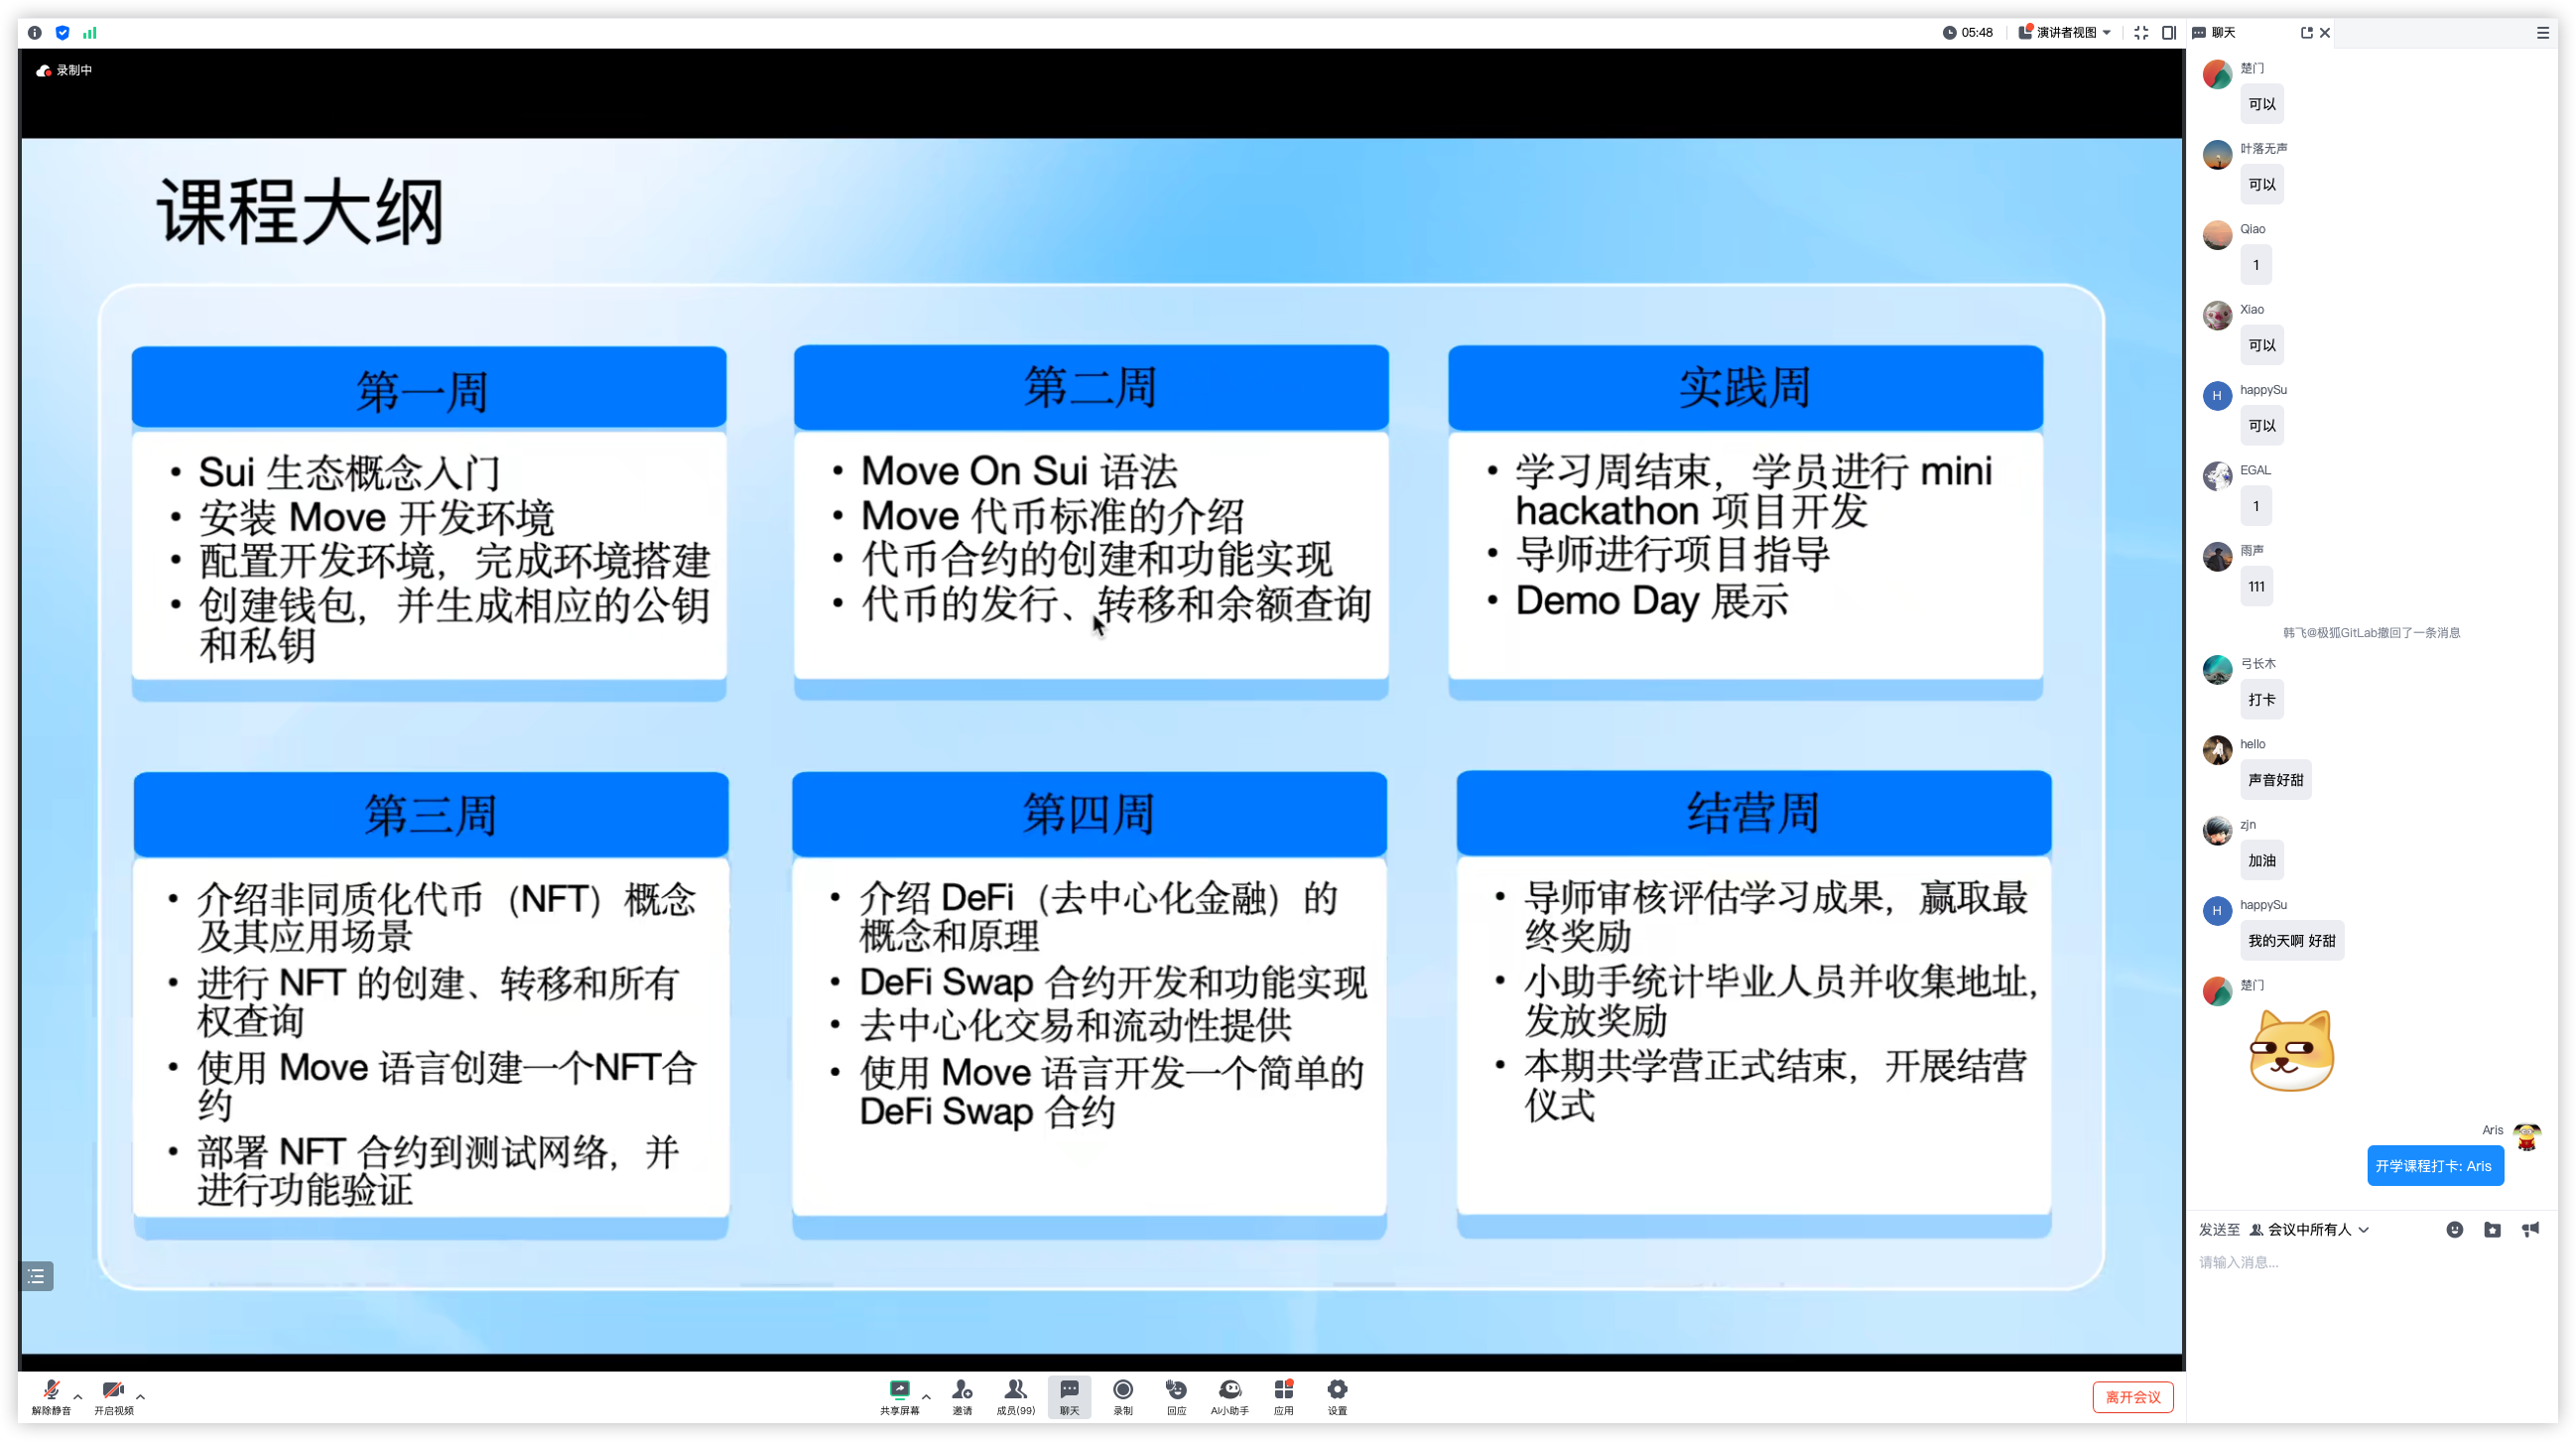 05:48
演讲者视图
聊天
录制中
课程大纲
第一周
• Sui 生态概念入门
• 安装 Move 开发环境
• 配置开发环境，完成环境搭建
• 创建钱包，并生成相应的公钥
和私钥
第二周
• Move On Sui 语法
• Move 代币标准的介绍
• 代币合约的创建和功能实现
• 代币的发行、转移和余额查询
实践周
• 学习周结束，学员进行 mini
hackathon 项目开发
• 导师进行项目指导
• Demo Day 展示
第三周
• 介绍非同质化代币（NFT）概念
及其应用场景
• 进行 NFT 的创建、转移和所有
权查询
• 使用 Move 语言创建一个NFT合
约
• 部署 NFT 合约到测试网络，并
进行功能验证
第四周
• 介绍 DeFi（去中心化金融）的
概念和原理
• DeFi Swap 合约开发和功能实现
• 去中心化交易和流动性提供
• 使用 Move 语言开发一个简单的
DeFi Swap 合约
结营周
• 导师审核评估学习成果，赢取最
终奖励
• 小助手统计毕业人员并收集地址,
发放奖励
• 本期共学营正式结束，开展结营
仪式
楚门
可以
叶落无声
可以
Qiao
1
Xiao
可以
H
happySu
可以
EGAL
1
雨声
111
韩飞@极狐GitLab撤回了一条消息
弓长木
打卡
hello
声音好甜
zjn
加油
H
happySu
我的天啊 好甜
楚门
Aris
开学课程打卡: Aris
发送至 会议中所有人
请输入消息...
解除静音
开启视频
共享屏幕
邀请
成员(99)
聊天
录制
回应
AI小助手
应用
设置
离开会议